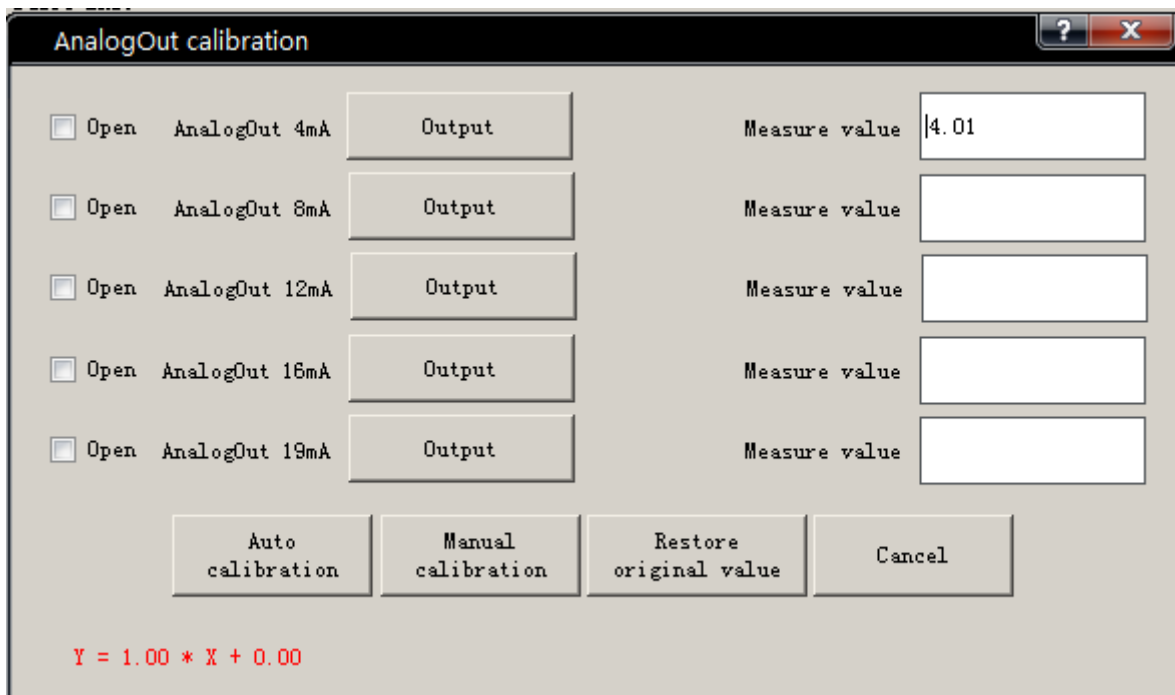 AnalogOut calibration ? X
Open AnalogOut 4mA Output Measure value 4.01
Open AnalogOut 8mA Output Measure value
Open AnalogOut 12mA Output Measure value
Open AnalogOut 16mA Output Measure value
Open AnalogOut 19mA Output Measure value
Auto calibration Manual calibration Restore original value Cancel
Y = 1.00 * X + 0.00